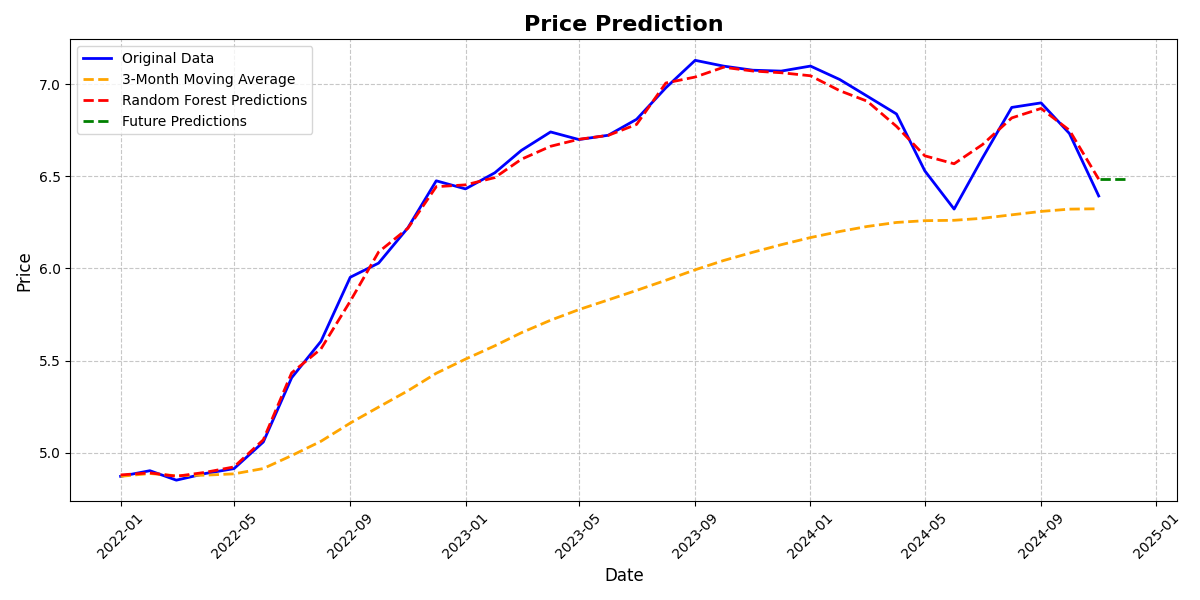 Price Prediction
Original Data
3-Month Moving Average
Random Forest Predictions
Future Predictions
Price
7.0
6.5
6.0
5.5
5.0
2022-01
2022-05
2022-09
2023-01
2023-05
2023-09
2024-01
2024-05
2024-09
2025-01
Date